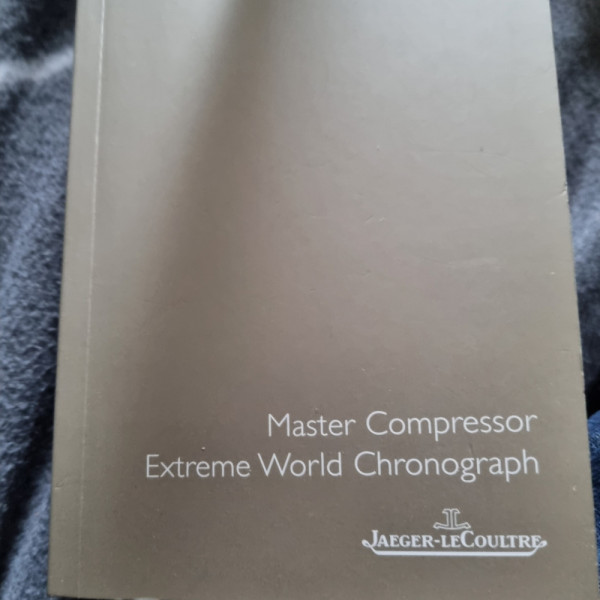 Master Compressor
Extreme World Chronograph
JAEGER-LECOULTRE